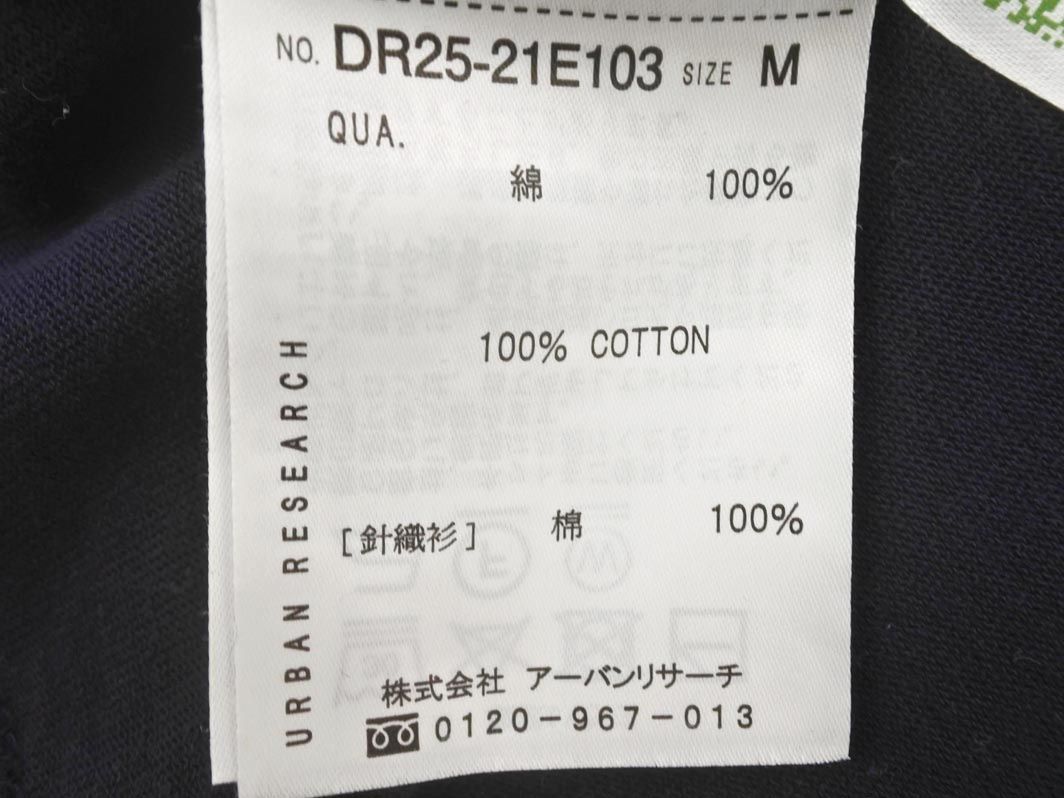 NO. DR25-21E103 SIZE M
QUA.
綿 100%
100% COTTON
[針織衫] 棉 100%
URBAN RESEARCH
株式会社 アーバンリサーチ
0120-967-013